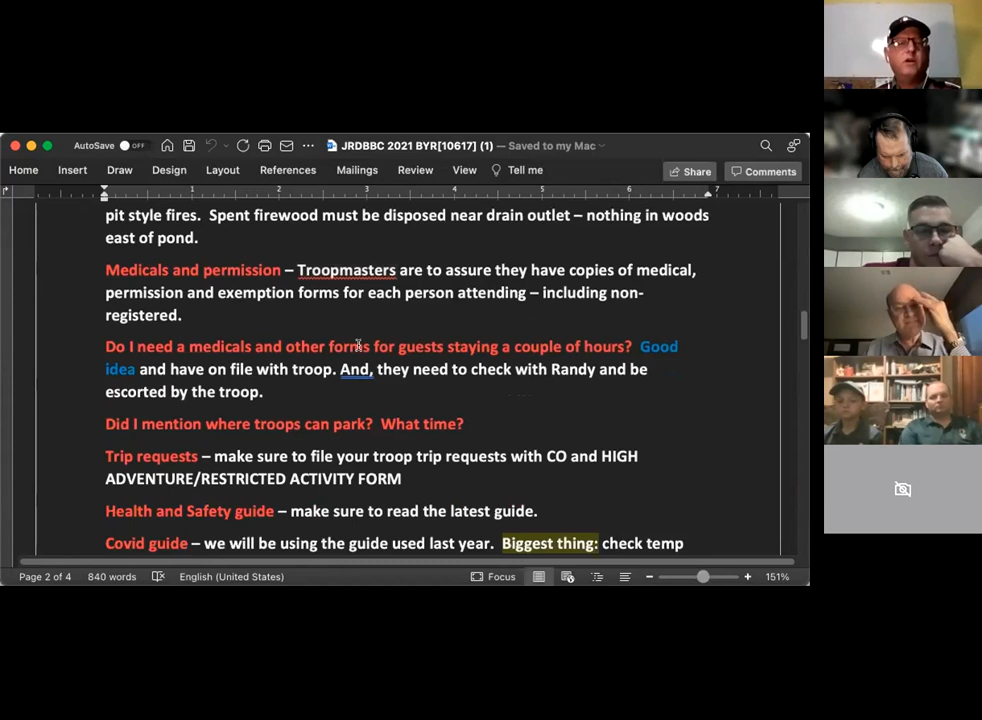 AutoSave OFF JRDBBC 2021 BYR[10617] (1) — Saved to my Mac
Home Insert Draw Design Layout References Mailings Review View Tell me Share Comments
1 2 3 4 5 6 7
pit style fires. Spent firewood must be disposed near drain outlet – nothing in woods
east of pond.
Medicals and permission – Troopmasters are to assure they have copies of medical,
permission and exemption forms for each person attending – including non-
registered.
Do I need a medicals and other forms for guests staying a couple of hours? Good
idea and have on file with troop. And, they need to check with Randy and be
escorted by the troop.
Did I mention where troops can park? What time?
Trip requests – make sure to file your troop trip requests with CO and HIGH
ADVENTURE/RESTRICTED ACTIVITY FORM
Health and Safety guide – make sure to read the latest guide.
Covid guide – we will be using the guide used last year. Biggest thing: check temp
Page 2 of 4 840 words English (United States) Focus 151%